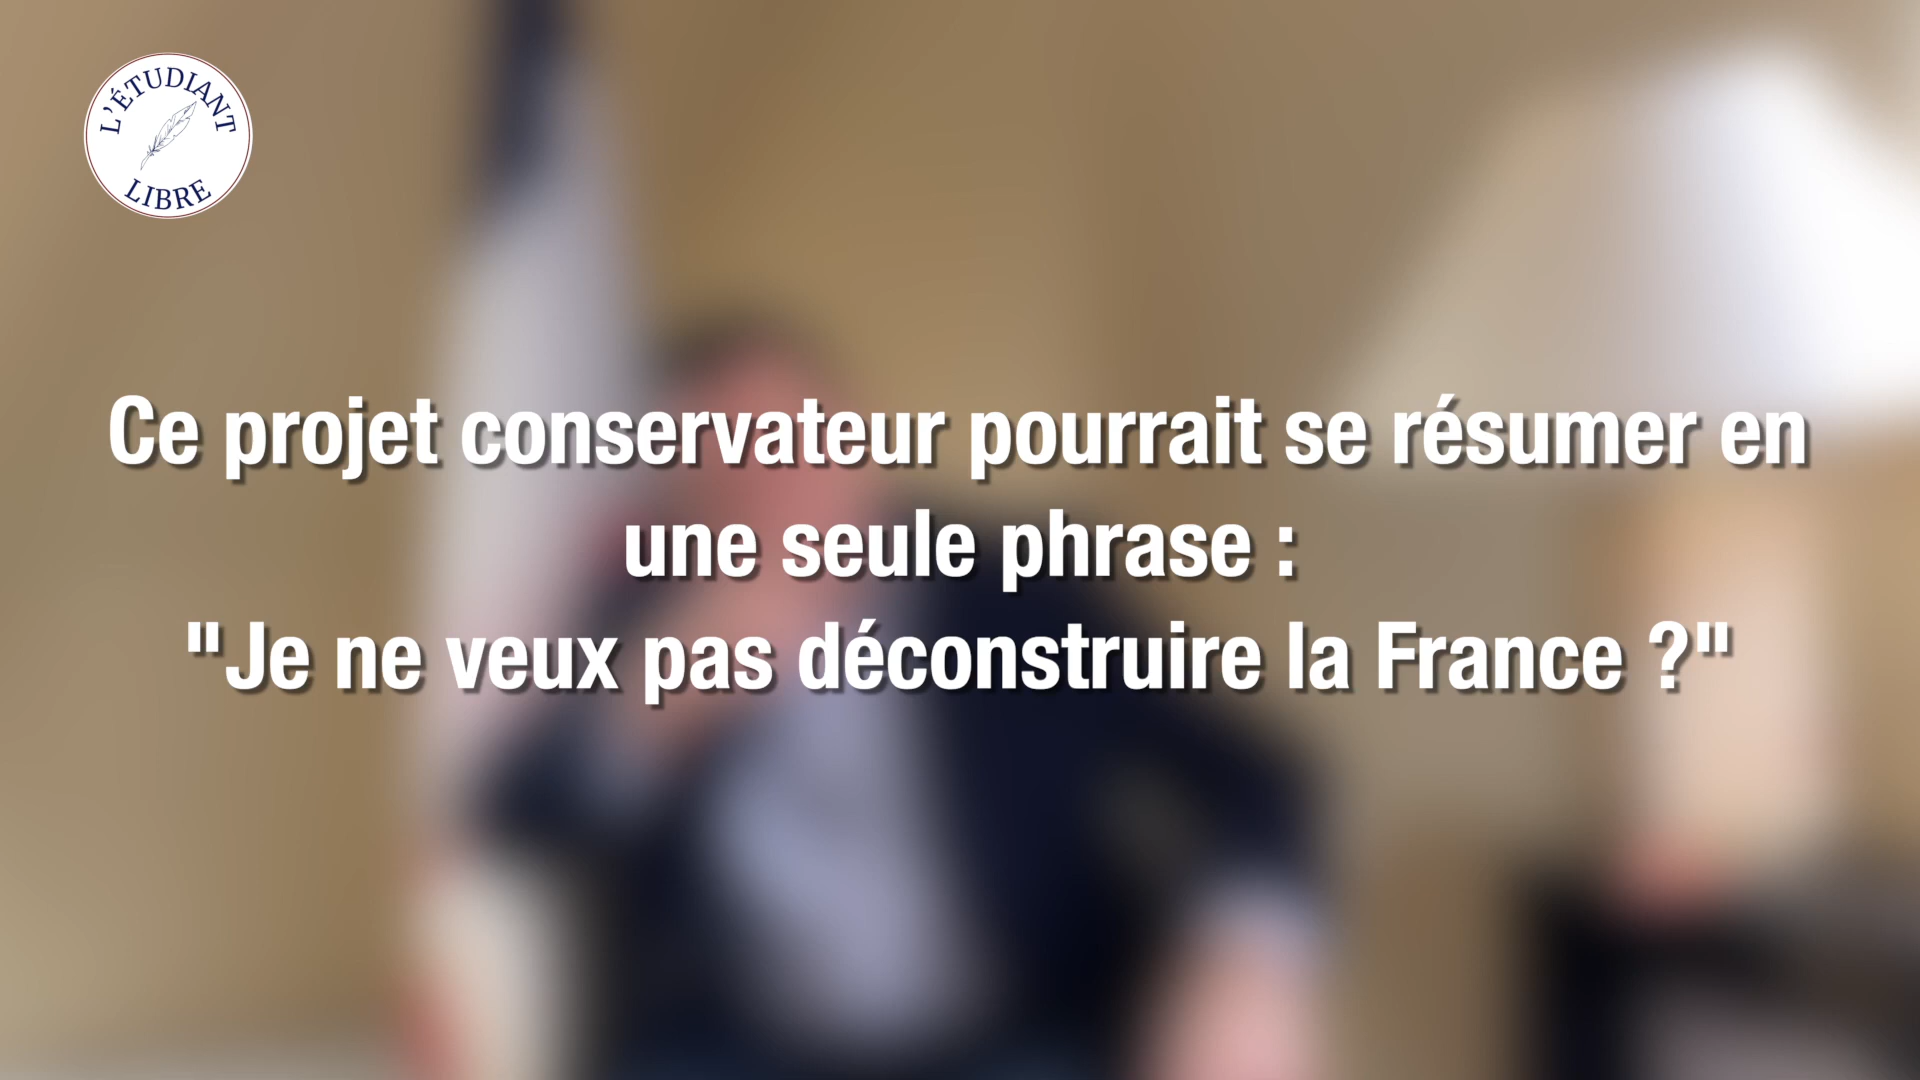 L'ÉTUDIANT
LIBRE
Ce projet conservateur pourrait se résumer en
une seule phrase :
"Je ne veux pas déconstruire la France ?"